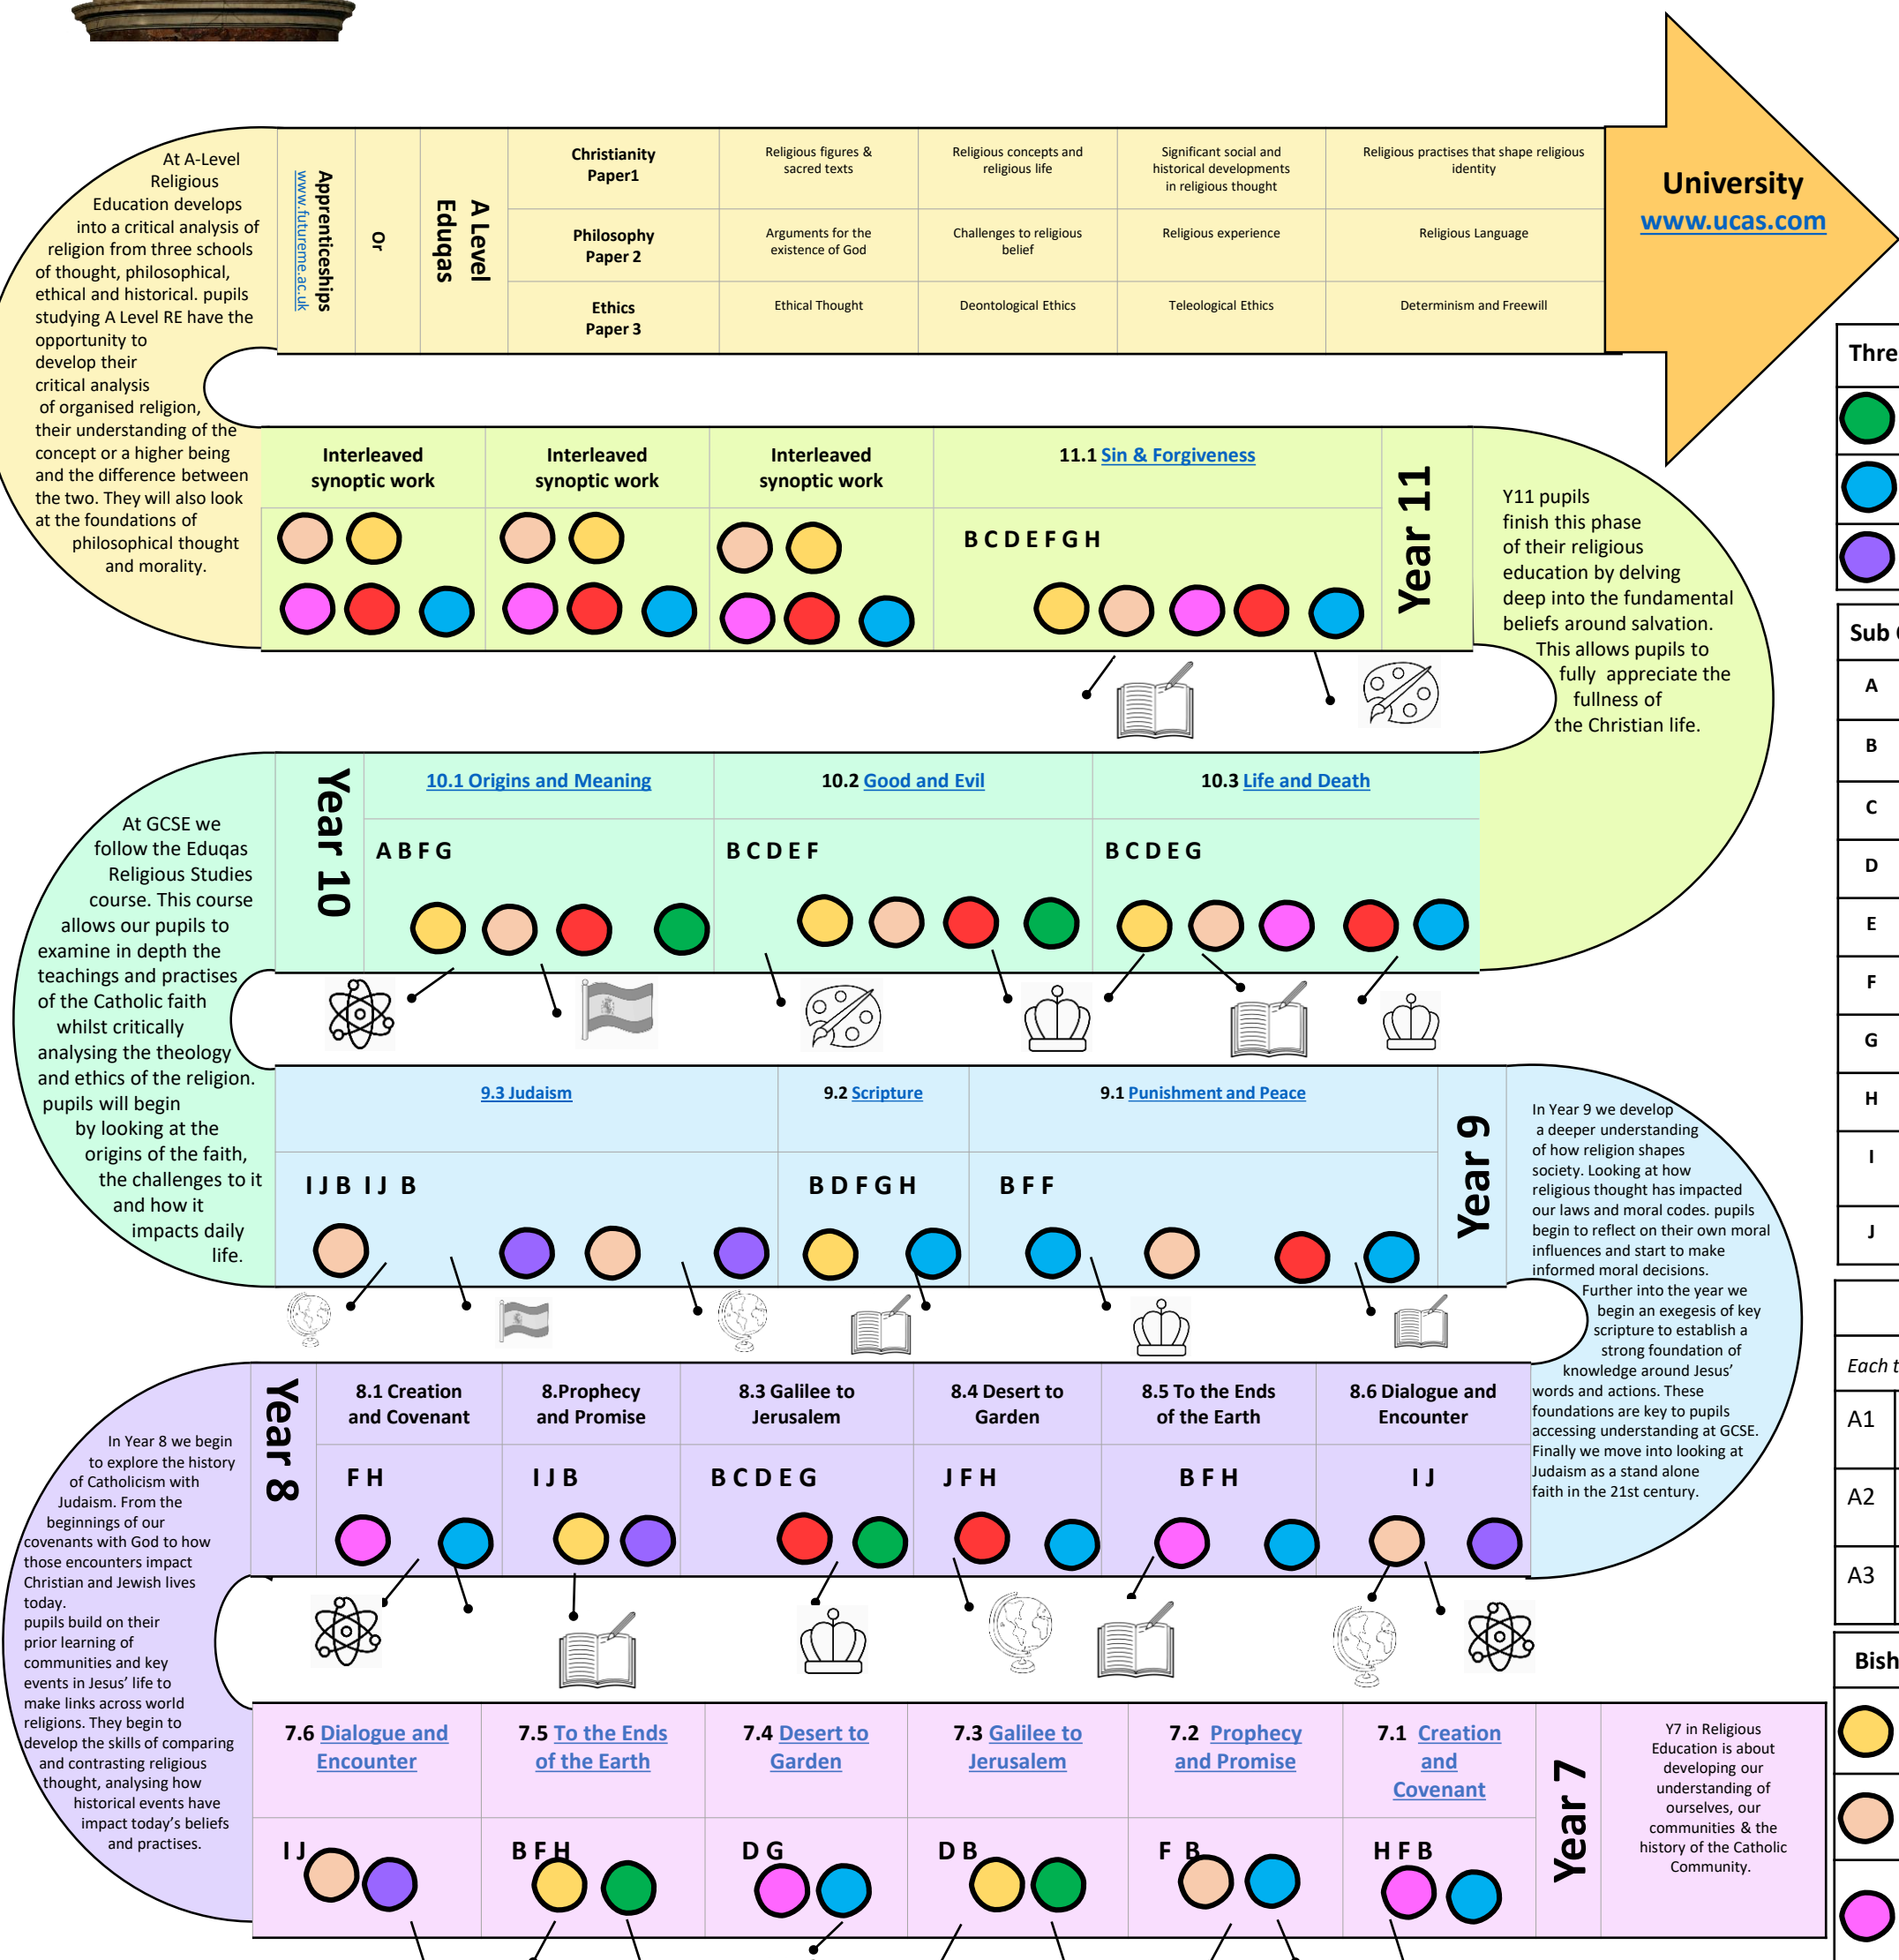 At A-Level
Religious
Education develops
into a critical analysis of
religion from three schools
of thought, philosophical,
ethical and historical. pupils
studying A Level RE have the
opportunity to
develop their
critical analysis
of organised religion,
their understanding of the
concept or a higher being
and the difference between
the two. They will also look
at the foundations of
philosophical thought
and morality.
Apprenticeships
www.futureme.ac.uk
Or
A Level
Eduqas
Christianity
Paper1
Religious figures &
sacred texts
Religious concepts and
religious life
Significant social and
historical developments
in religious thought
Religious practises that shape religious
identity
Philosophy
Paper 2
Arguments for the
existence of God
Challenges to religious
belief
Religious experience
Religious Language
Ethics
Paper 3
Ethical Thought
Deontological Ethics
Teleological Ethics
Determinism and Freewill
University
www.ucas.com
Interleaved
synoptic work
Interleaved
synoptic work
Interleaved
synoptic work
11.1 Sin & Forgiveness
B C D E F G H
Year 11
Y11 pupils
finish this phase
of their religious
education by delving
deep into the fundamental
beliefs around salvation.
This allows pupils to
fully appreciate the
fullness of
the Christian life.
At GCSE we
follow the Eduqas
Religious Studies
course. This course
allows our pupils to
examine in depth the
teachings and practises
of the Catholic faith
whilst critically
analysing the theology
and ethics of the religion.
pupils will begin
by looking at the
origins of the faith,
the challenges to it
and how it
impacts daily
life.
Year 10
10.1 Origins and Meaning
10.2 Good and Evil
10.3 Life and Death
A B F G
B C D E F
B C D E G
9.3 Judaism
9.2 Scripture
9.1 Punishment and Peace
I J B I J B
B D F G H
B F F
Year 9
In Year 9 we develop
a deeper understanding
of how religion shapes
society. Looking at how
religious thought has impacted
our laws and moral codes. pupils
begin to reflect on their own moral
influences and start to make
informed moral decisions.
Further into the year we
begin an exegesis of key
scripture to establish a
strong foundation of
knowledge around Jesus'
words and actions. These
foundations are key to pupils
accessing understanding at GCSE.
Finally we move into looking at
Judaism as a stand alone
faith in the 21st century.
In Year 8 we begin
to explore the history
of Catholicism with
Judaism. From the
beginnings of our
covenants with God to how
those encounters impact
Christian and Jewish lives
today.
pupils build on their
prior learning of
communities and key
events in Jesus' life to
make links across world
religions. They begin to
develop the skills of comparing
and contrasting religious
thought, analysing how
historical events have
impact today's beliefs
and practises.
Year 8
8.1 Creation
and Covenant
8.Prophecy
and Promise
8.3 Galilee to
Jerusalem
8.4 Desert to
Garden
8.5 To the Ends
of the Earth
8.6 Dialogue and
Encounter
F H
I J B
B C D E G
J F H
B F H
I J
7.6 Dialogue and
Encounter
7.5 To the Ends
of the Earth
7.4 Desert to
Garden
7.3 Galilee to
Jerusalem
7.2 Prophecy
and Promise
7.1 Creation
and
Covenant
I J
B F H
D G
D B
F B
H F B
Year 7
Y7 in Religious
Education is about
developing our
understanding of
ourselves, our
communities & the
history of the Catholic
Community.
Thre
Sub
A
B
C
D
E
F
G
H
I
J
Each t
A1
A2
A3
Bish